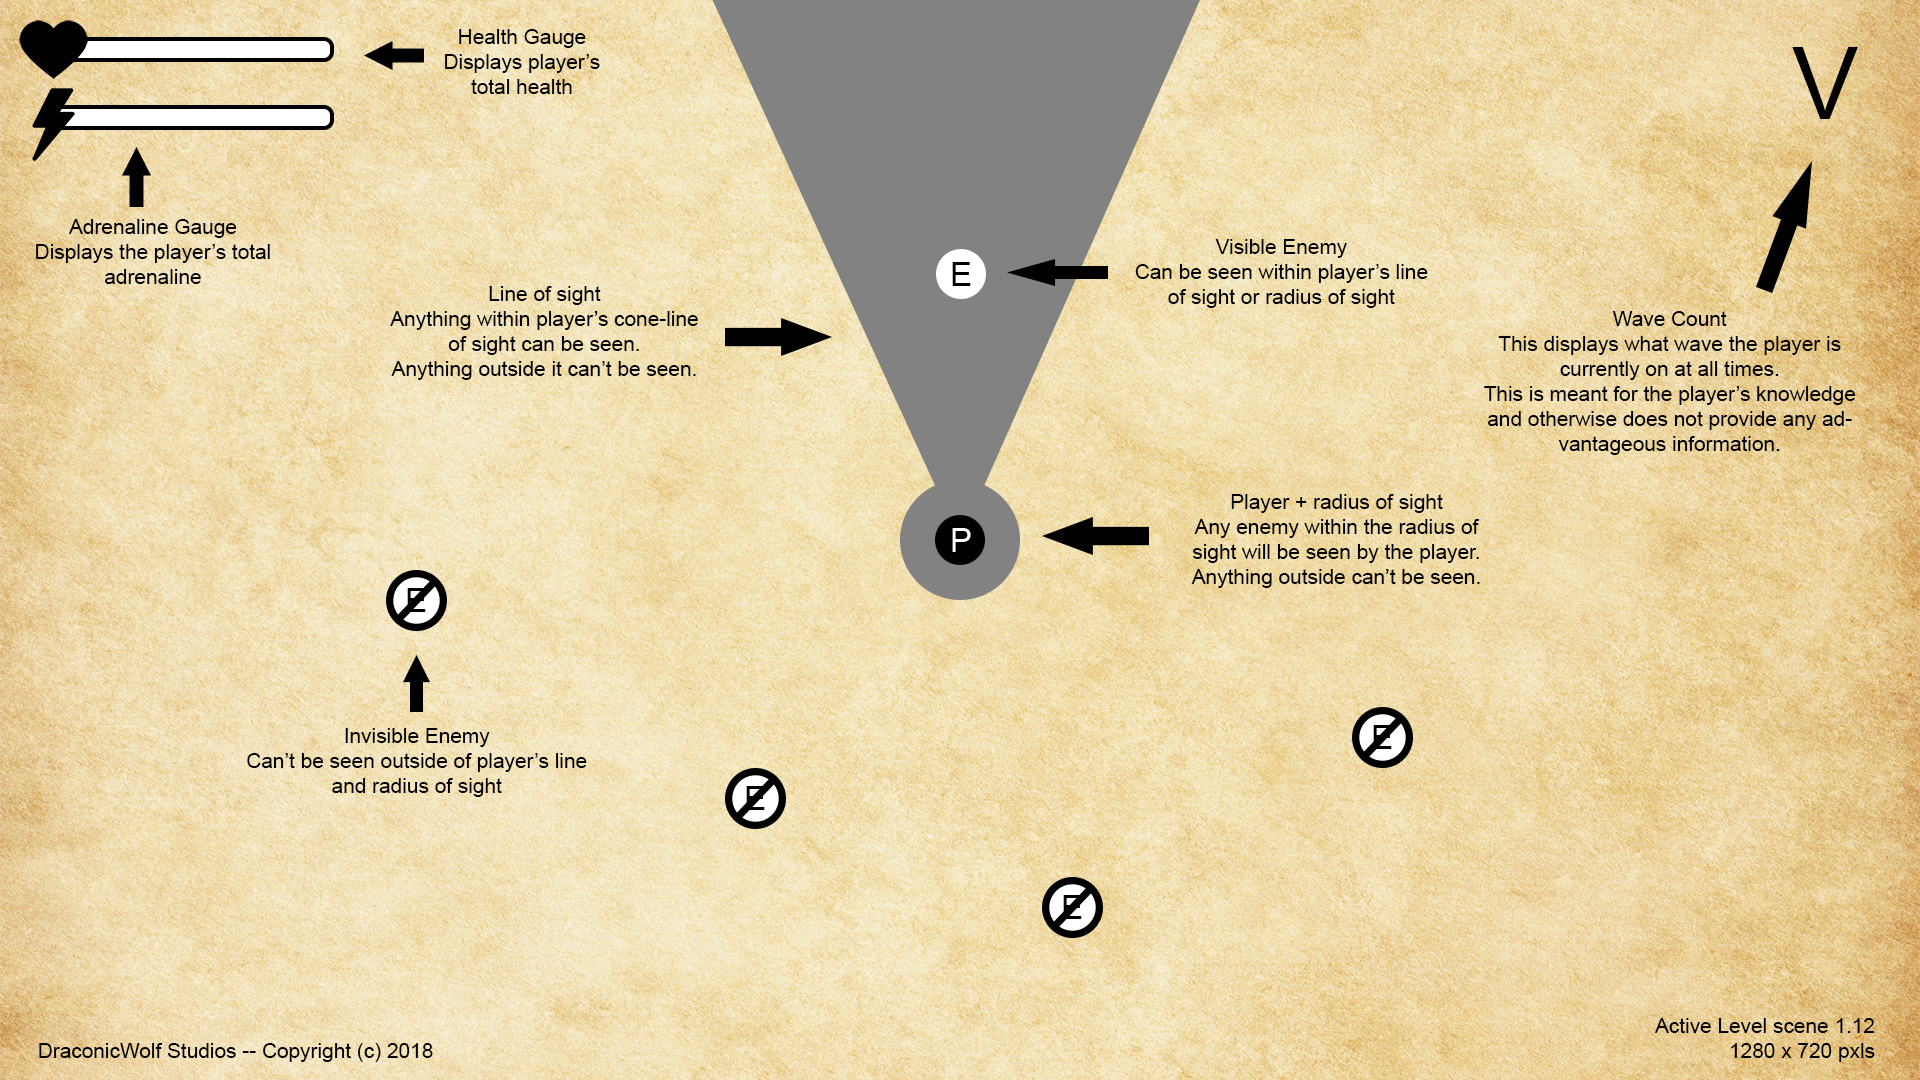 Health Gauge
Displays player’s
total health
V
Adrenaline Gauge
Displays the player’s total
adrenaline
Line of sight
Anything within player’s cone-line
of sight can be seen.
Anything outside it can’t be seen.
E
Visible Enemy
Can be seen within player’s line
of sight or radius of sight
Wave Count
This displays what wave the player is
currently on at all times.
This is meant for the player’s knowledge
and otherwise does not provide any ad-
vantageous information.
P
Player + radius of sight
Any enemy within the radius of
sight will be seen by the player.
Anything outside can’t be seen.
E
Invisible Enemy
Can’t be seen outside of player’s line
and radius of sight
E
E
E
DraconicWolf Studios -- Copyright (c) 2018
Active Level scene 1.12
1280 x 720 pxls